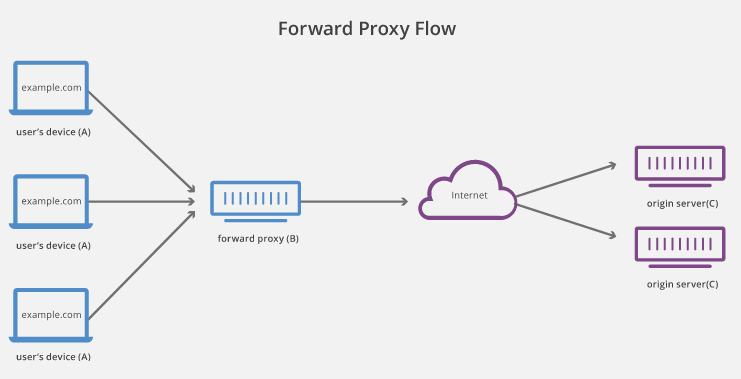 Forward Proxy Flow
example.com
user's device (A)
example.com
user's device (A)
example.com
user's device (A)
forward proxy (B)
Internet
origin server(C)
origin server(C)